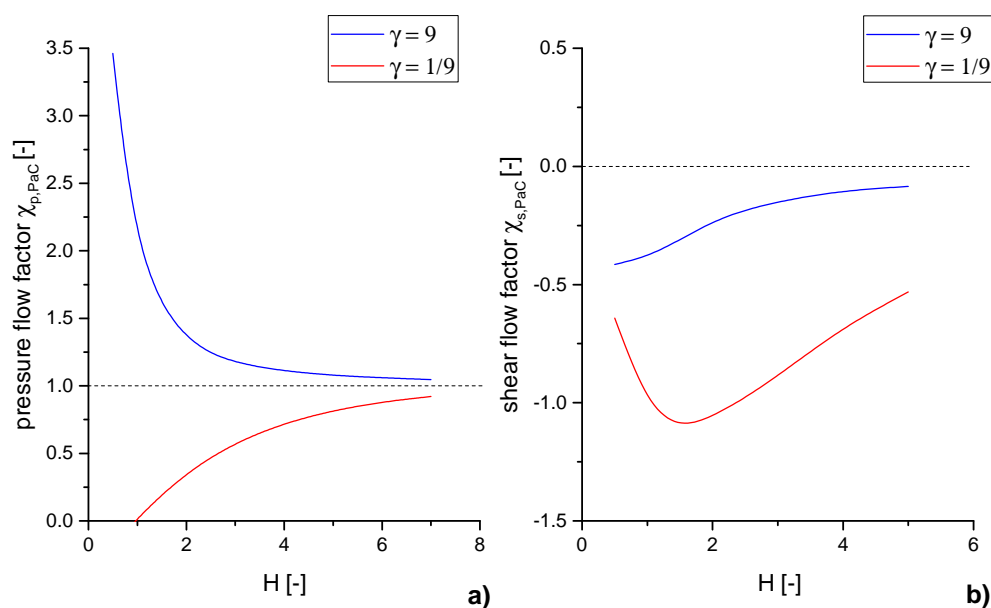 γ = 9
γ = 1/9
3.5
3.0
2.5
2.0
1.5
1.0
0.5
0.0
pressure flow factor χp,PaC [-]
0 2 4 6 8
H [-]
a)
γ = 9
γ = 1/9
0.5
0.0
-0.5
-1.0
-1.5
shear flow factor χs,PaC [-]
0 2 4 6
H [-]
b)